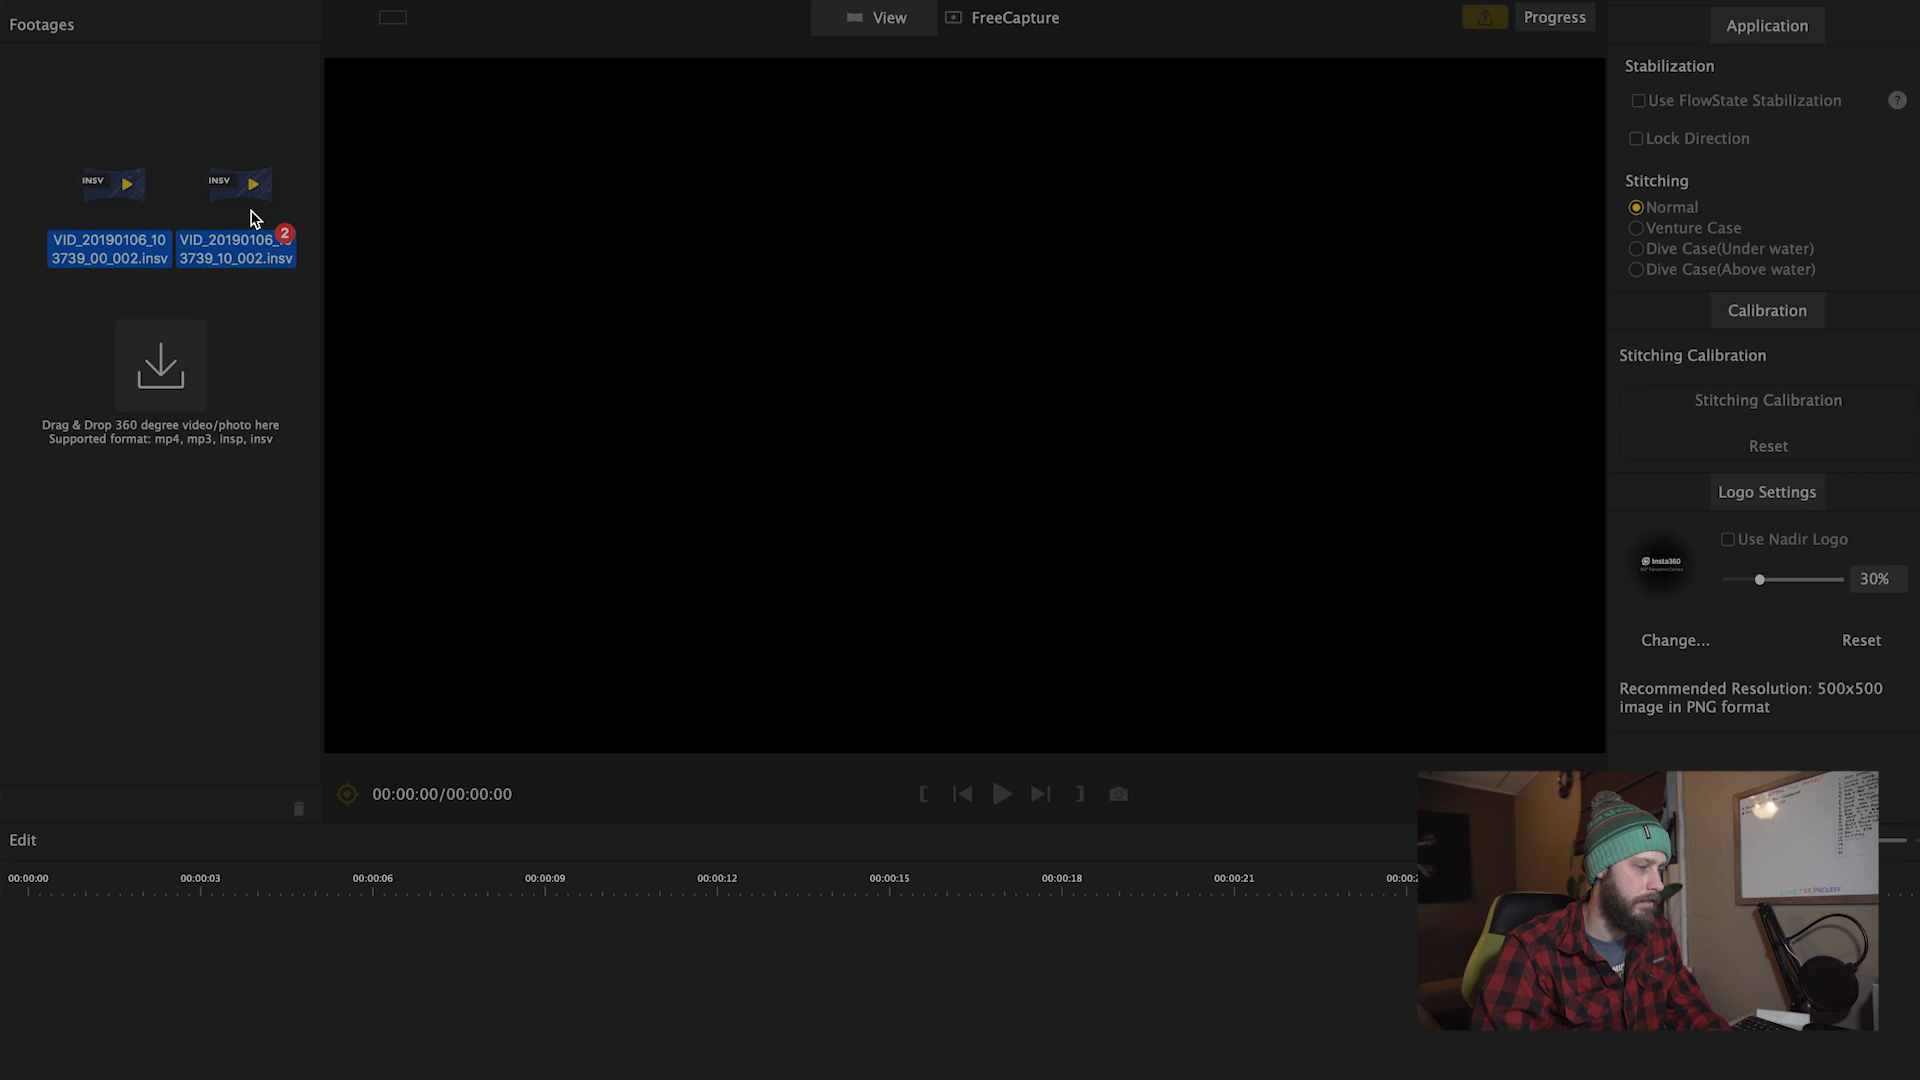 Footages
View
FreeCapture
Progress
Application
Stabilization
Use FlowState Stabilization
?
Lock Direction
Stitching
Normal
Venture Case
Dive Case(Under water)
Dive Case(Above water)
Calibration
Stitching Calibration
Stitching Calibration
Reset
Logo Settings
Use Nadir Logo
Insta360
30%
Change...
Reset
Recommended Resolution: 500x500
image in PNG format
INSV
INSV
2
VID_20190106_10
3739_00_002.insv
VID_20190106_
3739_10_002.insv
Drag & Drop 360 degree video/photo here
Supported format: mp4, mp3, insp, insv
00:00:00/00:00:00
Edit
00:00:00
00:00:03
00:00:06
00:00:09
00:00:12
00:00:15
00:00:18
00:00:21
LOVE THE PROCESS